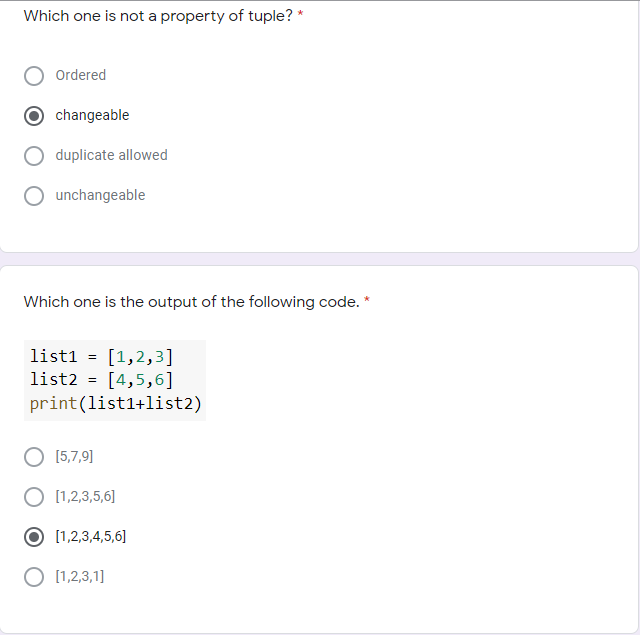 Which one is not a property of tuple? *
Ordered
changeable
duplicate allowed
unchangeable
Which one is the output of the following code. *
list1 = [1,2,3]
list2 = [4,5,6]
print(list1+list2)
[5,7,9]
[1,2,3,5,6]
[1,2,3,4,5,6]
[1,2,3,1]